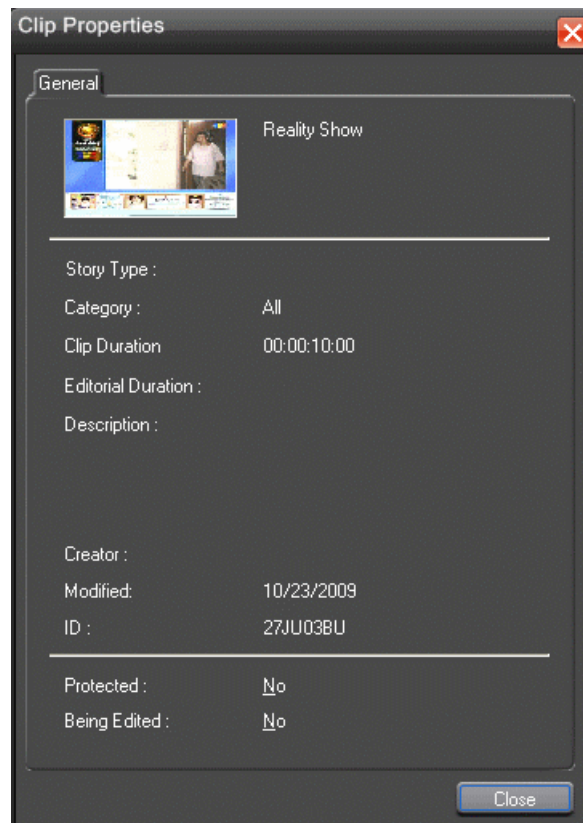 Clip Properties
General
Reality Show
Story Type :
Category : All
Clip Duration 00:00:10:00
Editorial Duration :
Description :
Creator :
Modified: 10/23/2009
ID : 27JU03BU
Protected : No
Being Edited : No
Close